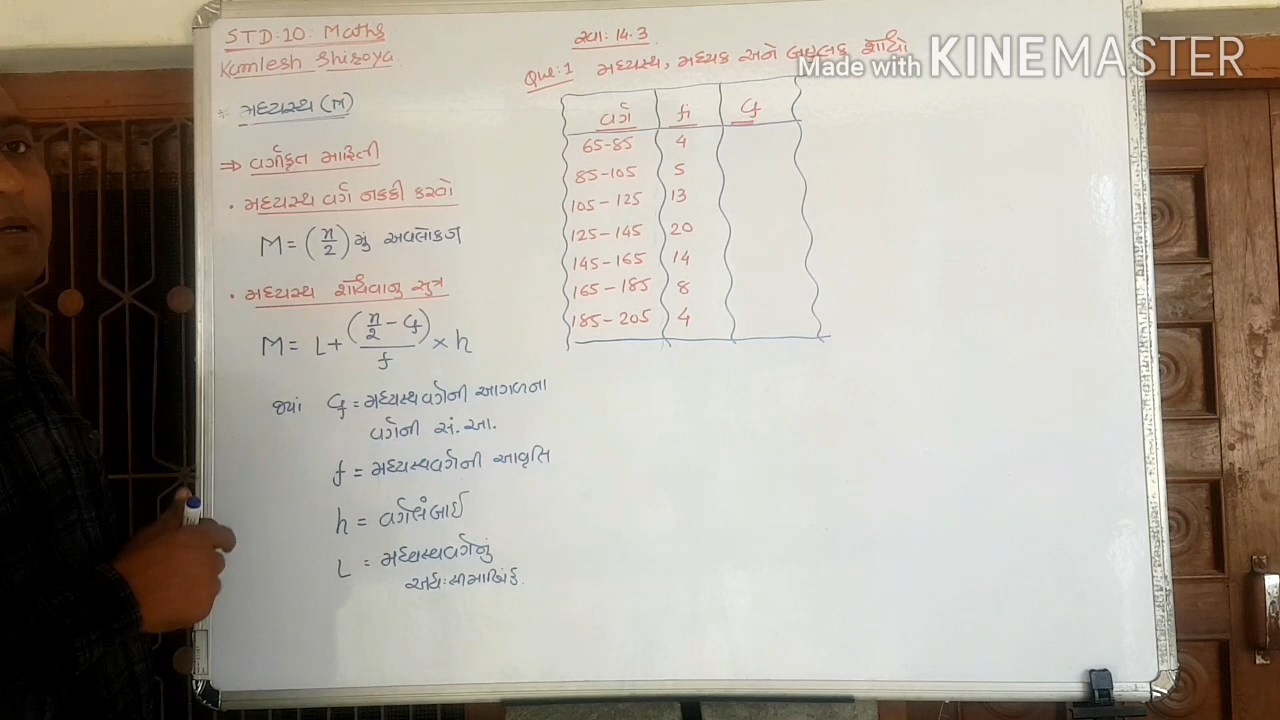 STD:10: Maths
Kamlesh Shiroya
* મધ્યસ્થ (M)
⇒ વર્ગીકૃત માહિતી
• મધ્યસ્થ વર્ગ નક્કી કરવો
M = (n/2) મું અવલોકન
• મધ્યસ્થ શોધવાનુ સુત્ર
M = L + ((n/2 - cf)/f) × h
જ્યાં cf = મધ્યસ્થવર્ગની આગળના
વર્ગની સં.આ.
f = મધ્યસ્થવર્ગની આવૃતિ
h = વર્ગલંબાઈ
L = મધ્યસ્થવર્ગનું
અધઃસીમાબિંદુ
સ્વા: 14.3
Que:1 મધ્યસ્થ, મધ્યક અને બહુલક શોધો
વર્ગ fi cf
65-85 4
85-105 5
105-125 13
125-145 20
145-165 14
165-185 8
185-205 4
Made with KINEMASTER